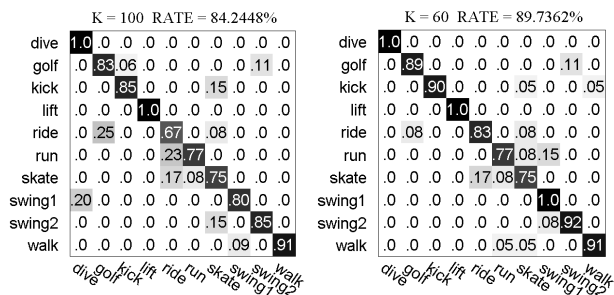 K = 100 RATE = 84.2448%
dive 1.0 .0 .0 .0 .0 .0 .0 .0 .0 .0
golf .0 .83 .06 .0 .0 .0 .0 .0 .11 .0
kick .0 .0 .85 .0 .0 .0 .15 .0 .0 .0
lift .0 .0 .0 1.0 .0 .0 .0 .0 .0 .0
ride .0 .25 .0 .0 .67 .0 .08 .0 .0 .0
run .0 .0 .0 .0 .23 .77 .0 .0 .0 .0
skate .0 .0 .0 .0 .17 .08 .75 .0 .0 .0
swing1 .20 .0 .0 .0 .0 .0 .0 .80 .0 .0
swing2 .0 .0 .0 .0 .0 .0 .15 .0 .85 .0
walk .0 .0 .0 .0 .0 .0 .0 .09 .0 .91
dive golf kick lift ride run skate swing1 swing2 walk
K = 60 RATE = 89.7362%
dive 1.0 .0 .0 .0 .0 .0 .0 .0 .0 .0
golf .0 .89 .0 .0 .0 .0 .0 .0 .11 .0
kick .0 .0 .90 .0 .0 .0 .05 .0 .0 .05
lift .0 .0 .0 1.0 .0 .0 .0 .0 .0 .0
ride .0 .08 .0 .0 .83 .0 .08 .0 .0 .0
run .0 .0 .0 .0 .0 .77 .08 .15 .0 .0
skate .0 .0 .0 .0 .17 .08 .75 .0 .0 .0
swing1 .0 .0 .0 .0 .0 .0 .0 1.0 .0 .0
swing2 .0 .0 .0 .0 .0 .0 .0 .08 .92 .0
walk .0 .0 .0 .0 .0 .05 .05 .0 .0 .91
dive golf kick lift ride run skate swing1 swing2 walk